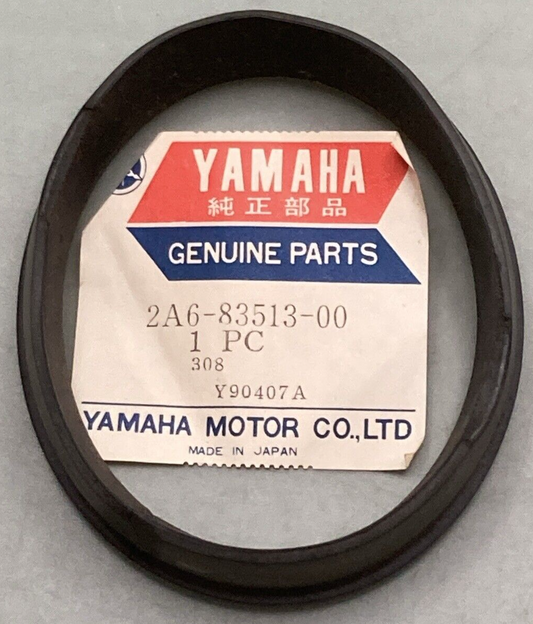 YAMAHA
純正部品
GENUINE PARTS
2A6-83513-00
1 PC
308
Y90407A
YAMAHA MOTOR CO.,LTD
MADE IN JAPAN